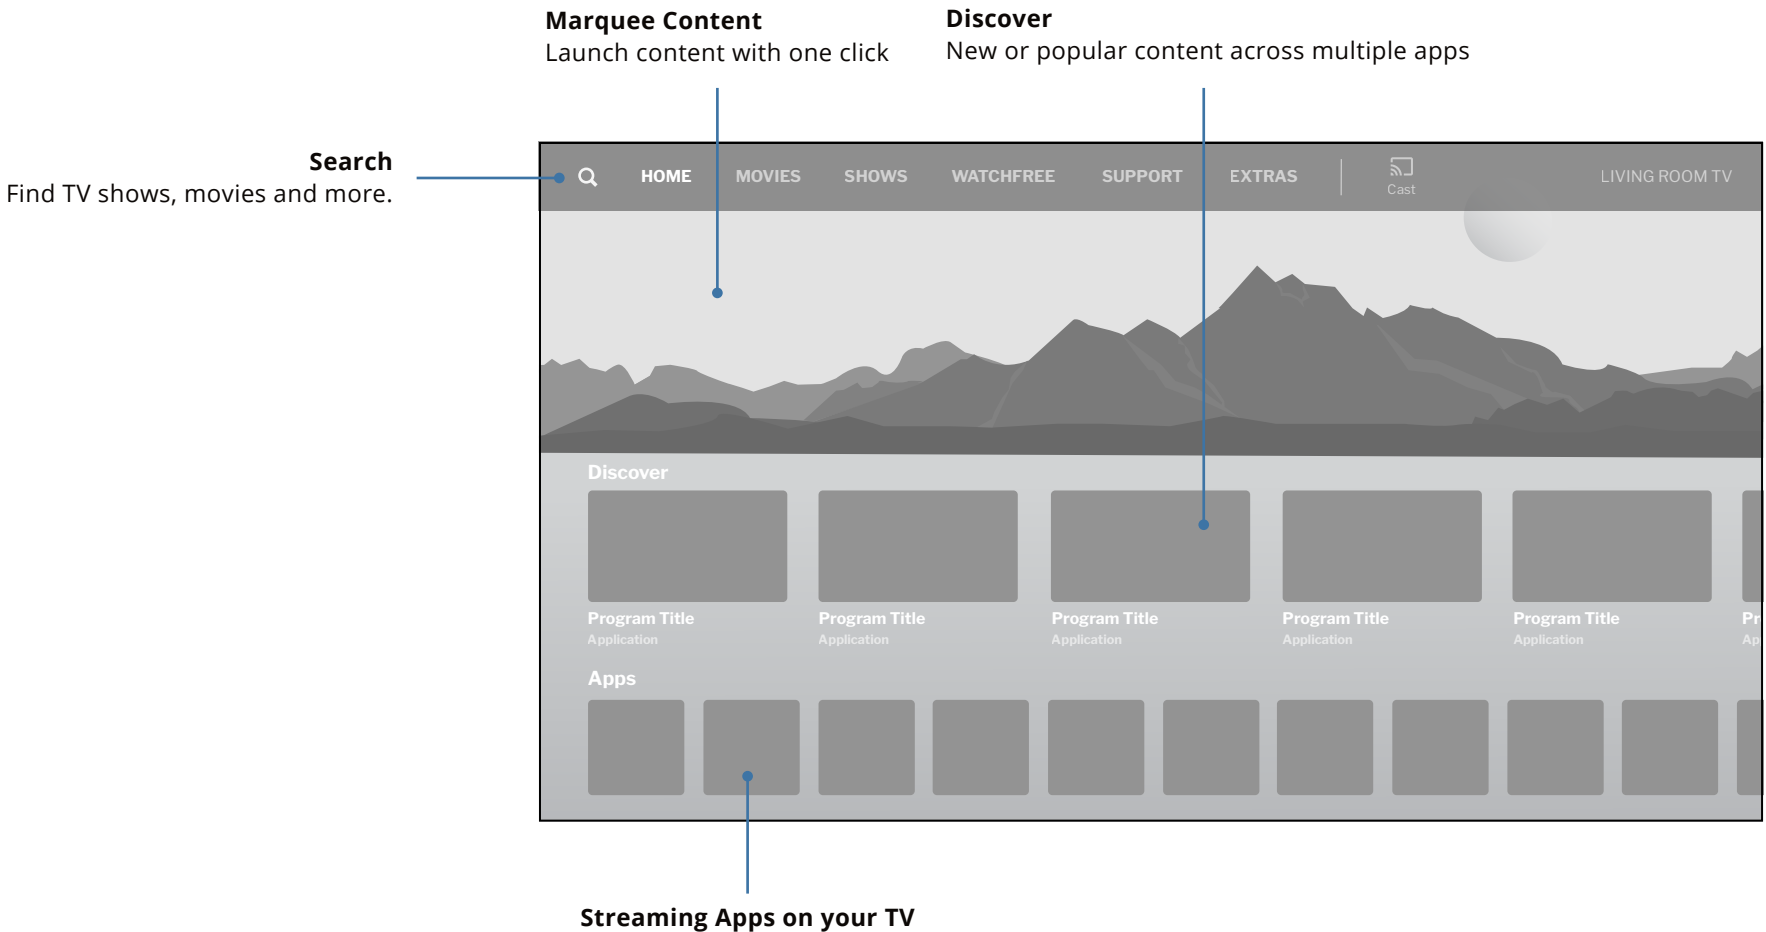 Marquee Content
Launch content with one click
Discover
New or popular content across multiple apps
Search
Find TV shows, movies and more.
HOME MOVIES SHOWS WATCHFREE SUPPORT EXTRAS Cast LIVING ROOM TV
Discover
Program Title Program Title Program Title Program Title Program Title Pr
Application Application Application Application Application Ap
Apps
Streaming Apps on your TV